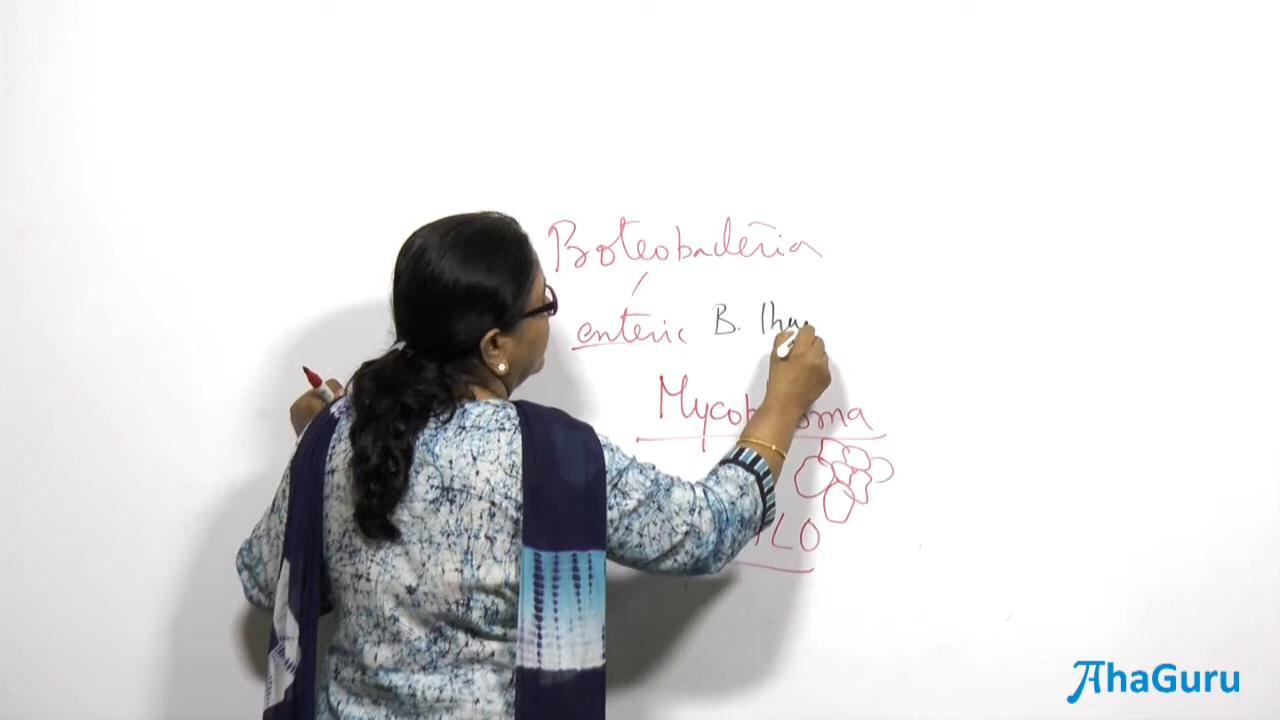 Proteobacteria
enteric B. Thu
Mycoplasma
PPLO
AhaGuru